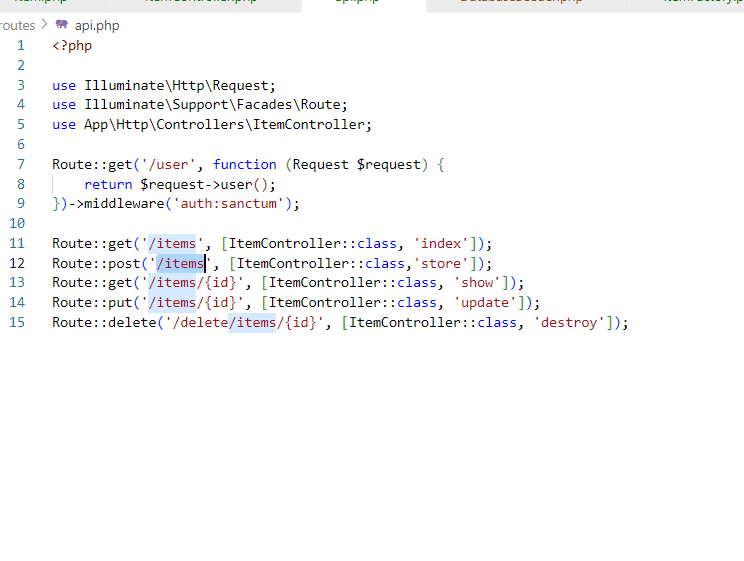 routes > api.php
1 <?php
2
3 use Illuminate\Http\Request;
4 use Illuminate\Support\Facades\Route;
5 use App\Http\Controllers\ItemController;
6
7 Route::get('/user', function (Request $request) {
8     return $request->user();
9 })->middleware('auth:sanctum');
10
11 Route::get('/items', [ItemController::class, 'index']);
12 Route::post('/items', [ItemController::class,'store']);
13 Route::get('/items/{id}', [ItemController::class, 'show']);
14 Route::put('/items/{id}', [ItemController::class, 'update']);
15 Route::delete('/delete/items/{id}', [ItemController::class, 'destroy']);